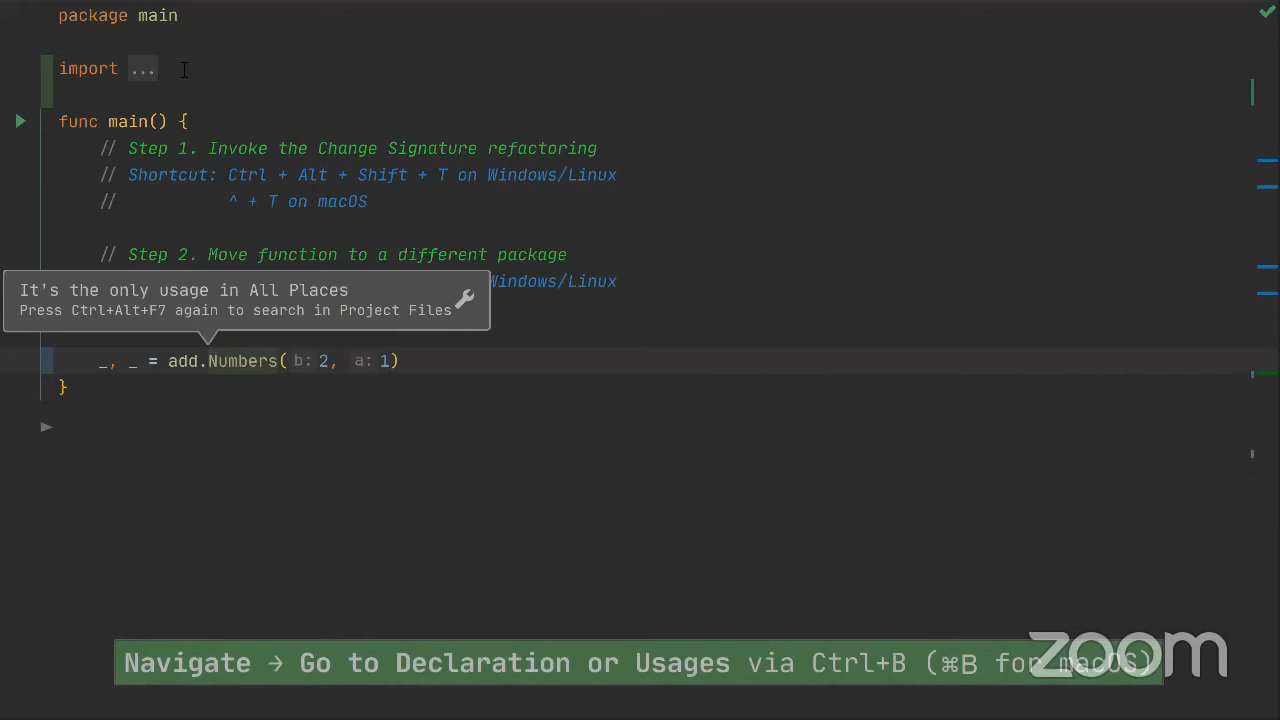 package main
import ...
func main() {
// Step 1. Invoke the Change Signature refactoring
// Shortcut: Ctrl + Alt + Shift + T on Windows/Linux
// ^ + T on macOS
// Step 2. Move function to a different package
Windows/Linux
It's the only usage in All Places
Press Ctrl+Alt+F7 again to search in Project Files
_, _ = add.Numbers( b: 2, a: 1)
}
Navigate → Go to Declaration or Usages via Ctrl+B (⌘B for macOS)
zoom